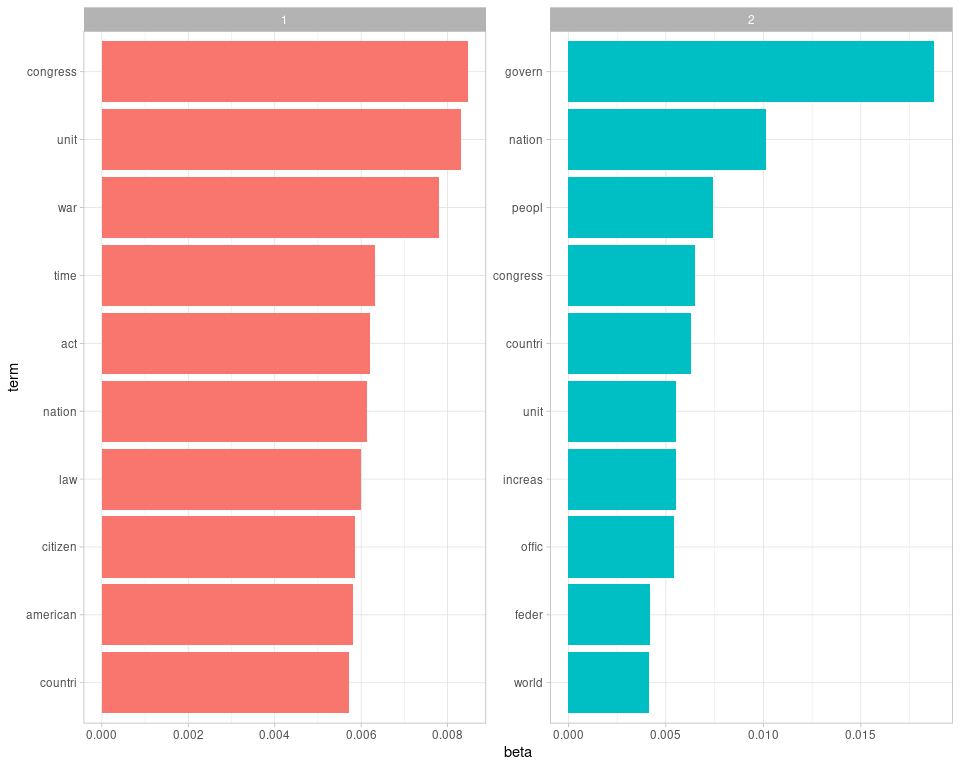 1
2
term
congress
unit
war
time
act
nation
law
citizen
american
countri
govern
nation
peopl
congress
countri
unit
increas
offic
feder
world
0.000 0.002 0.004 0.006 0.008
0.000 0.005 0.010 0.015
beta